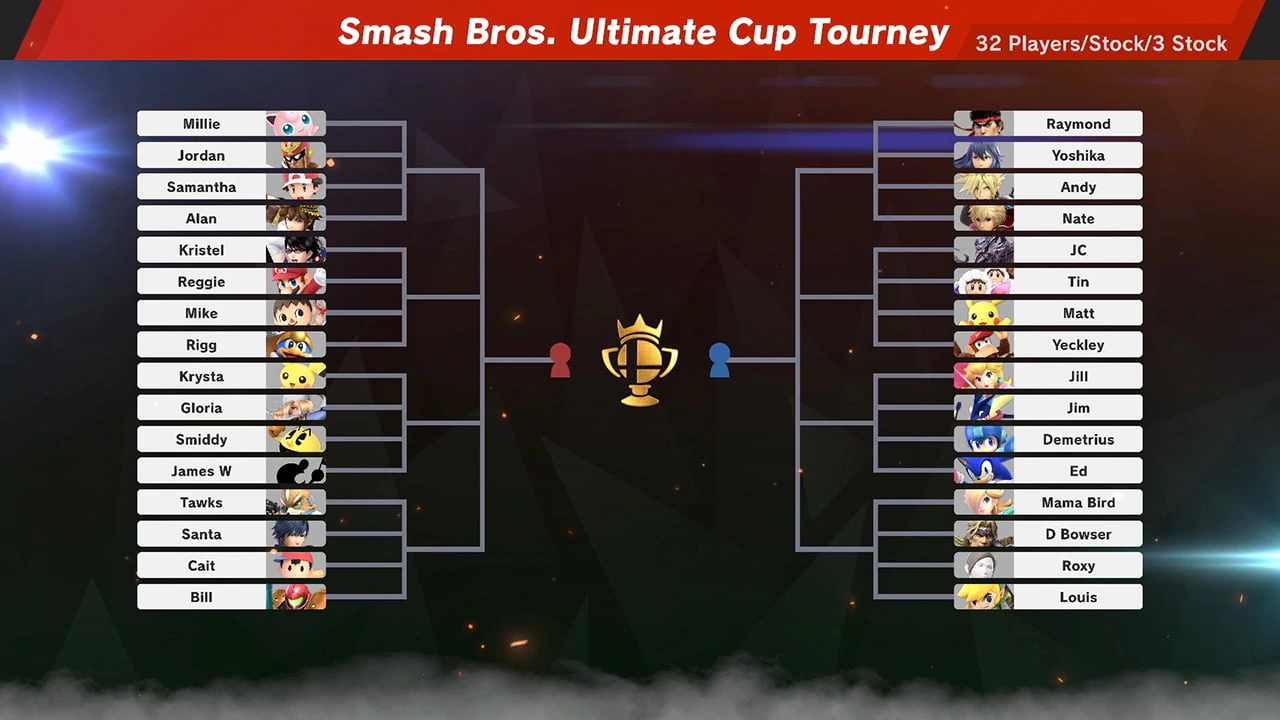 Smash Bros. Ultimate Cup Tourney
32 Players/Stock/3 Stock
Millie
Jordan
Samantha
Alan
Kristel
Reggie
Mike
Rigg
Krysta
Gloria
Smiddy
James W
Tawks
Santa
Cait
Bill
Raymond
Yoshika
Andy
Nate
JC
Tin
Matt
Yeckley
Jill
Jim
Demetrius
Ed
Mama Bird
D Bowser
Roxy
Louis